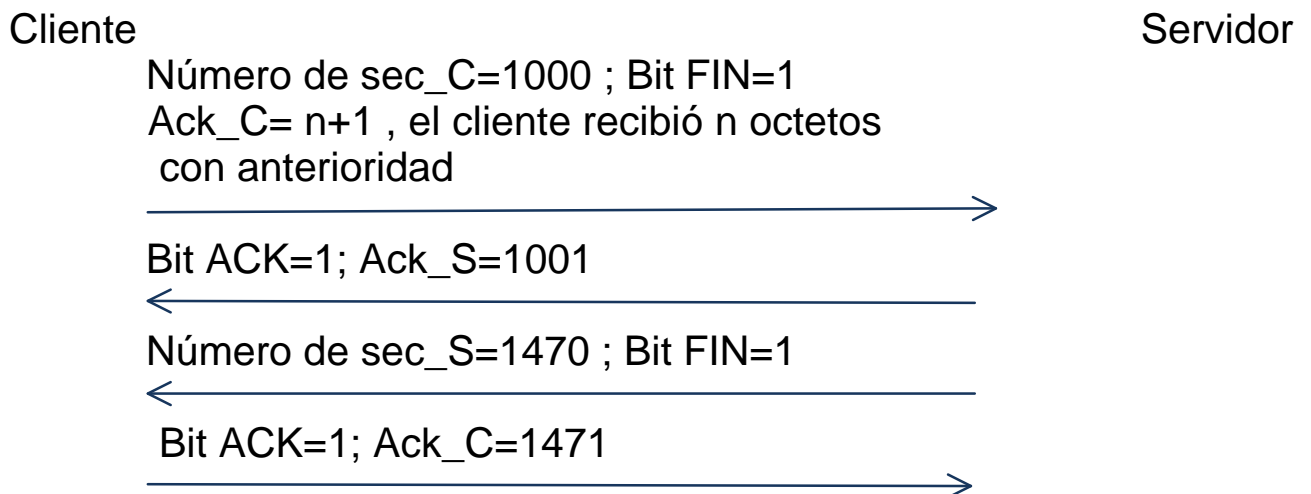 Cliente Servidor
Número de sec_C=1000 ; Bit FIN=1
Ack_C= n+1 , el cliente recibió n octetos
con anterioridad
Bit ACK=1; Ack_S=1001
Número de sec_S=1470 ; Bit FIN=1
Bit ACK=1; Ack_C=1471